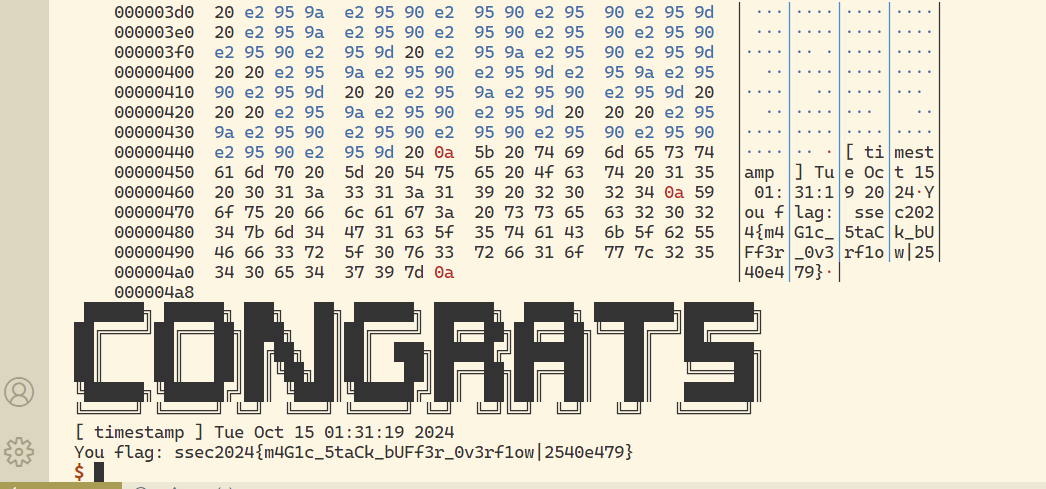 000003d0 20 e2 95 9a e2 95 90 e2 95 90 e2 95 90 e2 95 9d │ ···│····│····│····│
000003e0 20 e2 95 9a e2 95 90 e2 95 90 e2 95 90 e2 95 90 │ ···│····│····│····│
000003f0 e2 95 90 e2 95 9d 20 e2 95 9a e2 95 90 e2 95 9d │····│·· ·│····│····│
00000400 20 20 e2 95 9a e2 95 90 e2 95 9d e2 95 9a e2 95 │  ··│····│····│····│
00000410 90 e2 95 9d 20 20 e2 95 9a e2 95 90 e2 95 9d 20 │····│  ··│····│··· │
00000420 20 20 e2 95 9a e2 95 90 e2 95 9d 20 20 20 e2 95 │  ··│····│··· │  ··│
00000430 9a e2 95 90 e2 95 90 e2 95 90 e2 95 90 e2 95 90 │····│····│····│····│
00000440 e2 95 90 e2 95 9d 20 0a 5b 20 74 69 6d 65 73 74 │····│·· ·│[ ti│mest│
00000450 61 6d 70 20 5d 20 54 75 65 20 4f 63 74 20 31 35 │amp │] Tu│e Oc│t 15│
00000460 20 30 31 3a 33 31 3a 31 39 20 32 30 32 34 0a 59 │ 01:│31:1│9 20│24·Y│
00000470 6f 75 20 66 6c 61 67 3a 20 73 73 65 63 32 30 32 │ou f│lag:│ sse│c202│
00000480 34 7b 6d 34 47 31 63 5f 35 74 61 43 6b 5f 62 55 │4{m4│G1c_│5taC│k_bU│
00000490 46 66 33 72 5f 30 76 33 72 66 31 6f 77 7c 32 35 │Ff3r│_0v3│rf1o│w|25│
000004a0 34 30 65 34 37 39 7d 0a │40e4│79}·│
000004a8
CONGRATS
[ timestamp ] Tue Oct 15 01:31:19 2024
You flag: ssec2024{m4G1c_5taCk_bUFf3r_0v3rf1ow|2540e479}
$